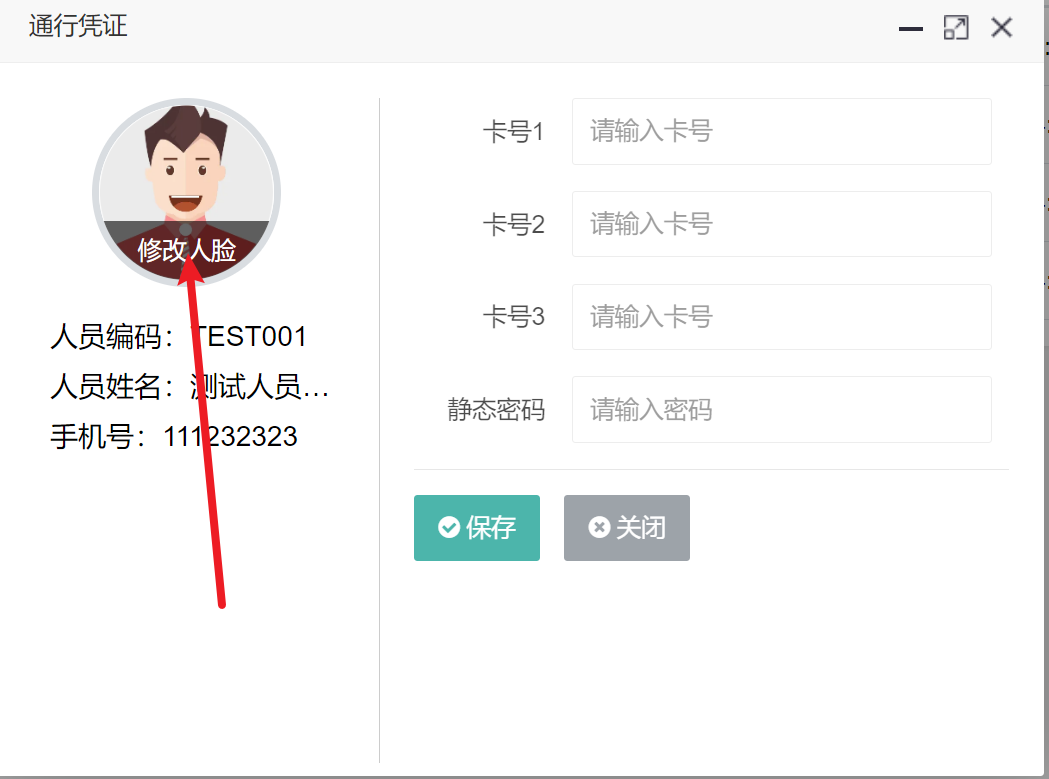 通行凭证
修改人脸
人员编码：TEST001
人员姓名：测试人员...
手机号：111232323
卡号1 请输入卡号
卡号2 请输入卡号
卡号3 请输入卡号
静态密码 请输入密码
保存 关闭